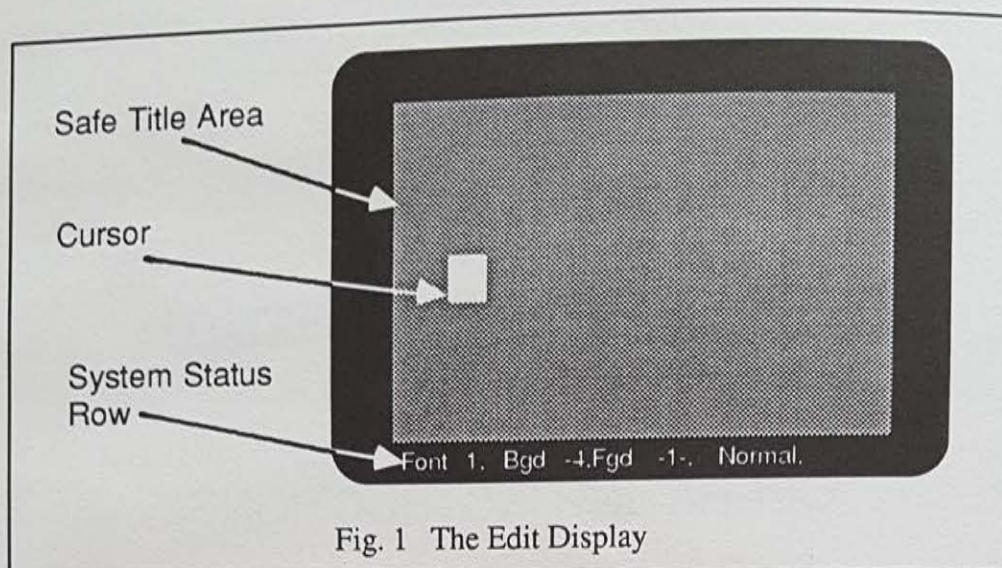 Safe Title Area
Cursor
System Status
Row
Font 1. Bgd -4.Fgd -1-. Normal.
Fig. 1 The Edit Display